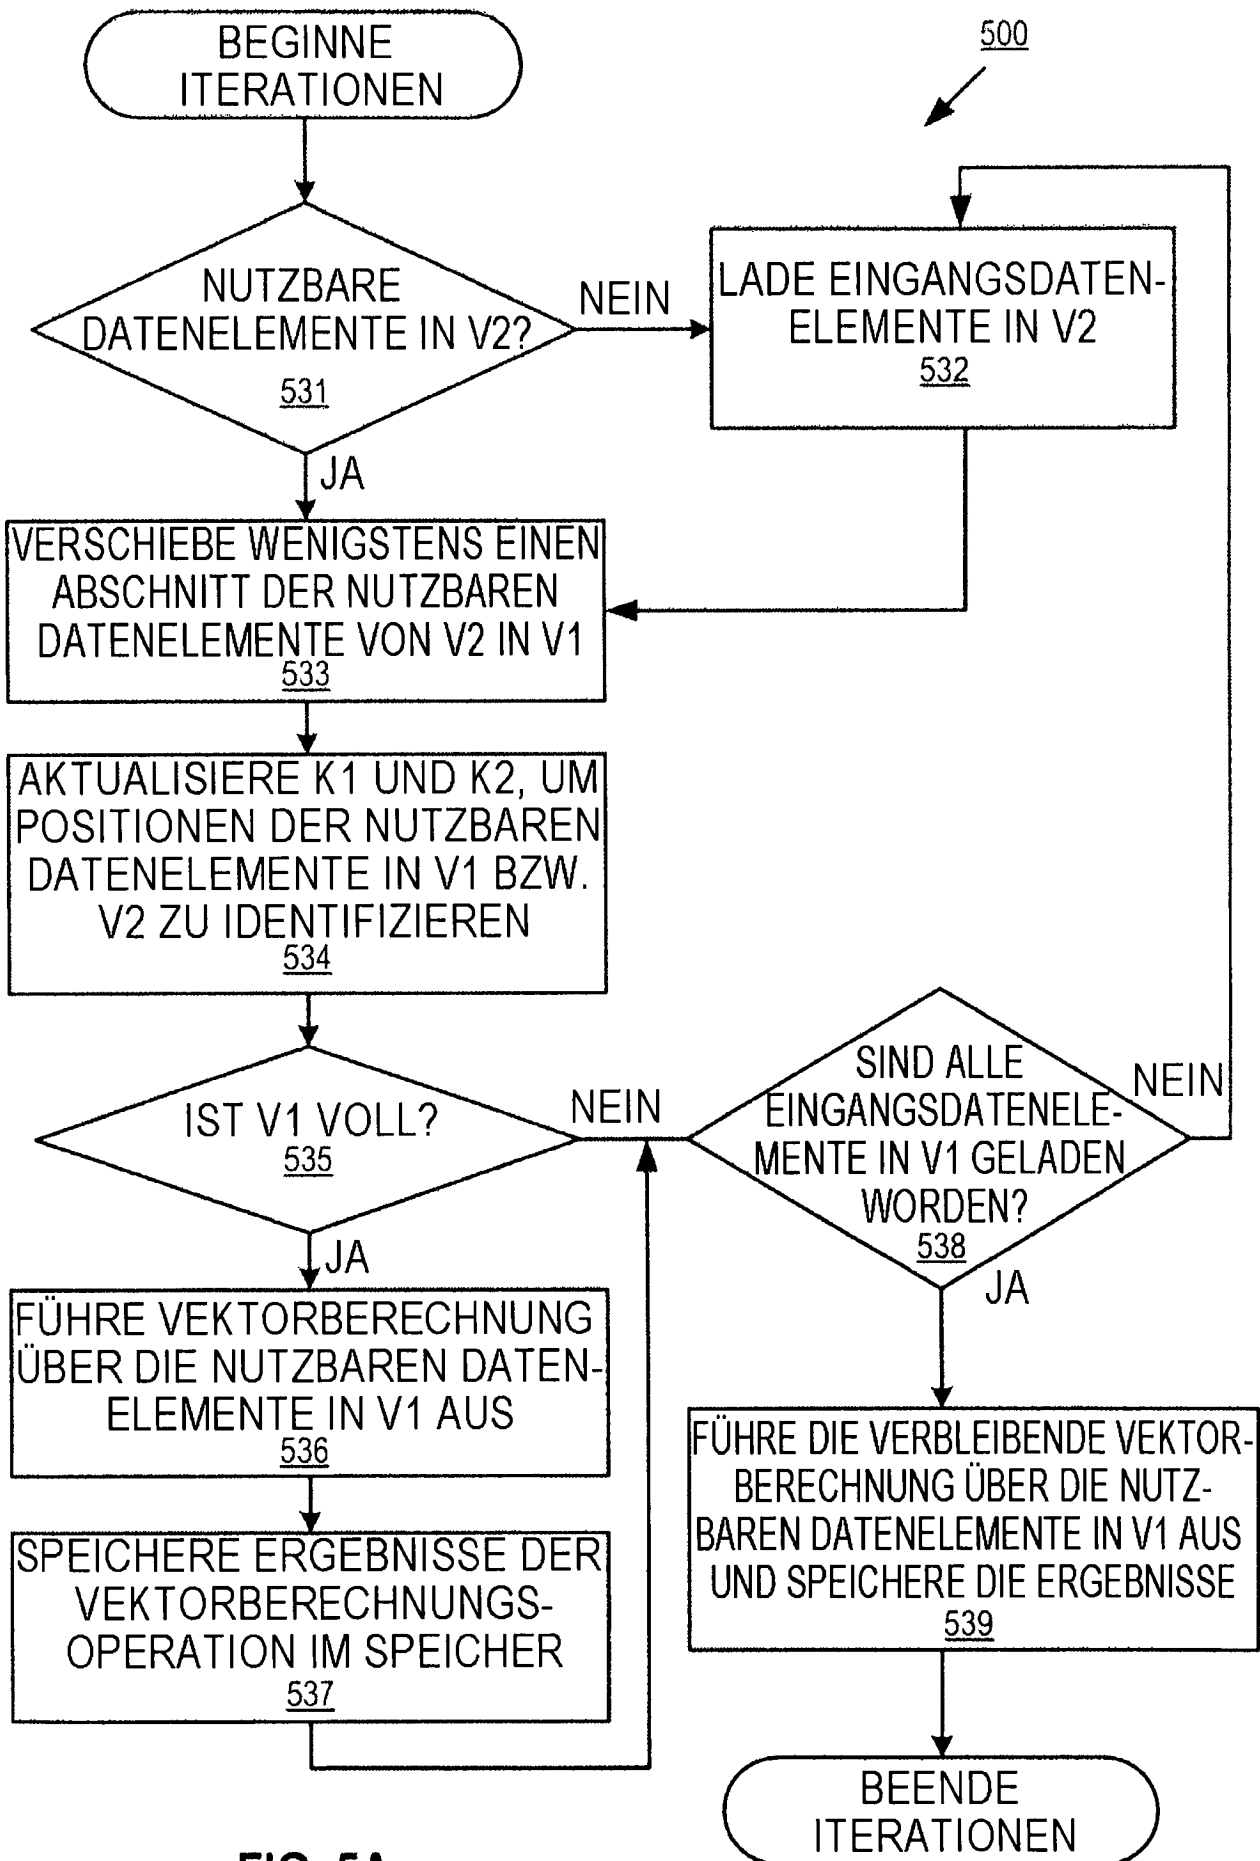 BEGINNE
ITERATIONEN
500
NUTZBARE
DATENELEMENTE IN V2?
531
NEIN
LADE EINGANGSDATEN-
ELEMENTE IN V2
532
JA
VERSCHIEBE WENIGSTENS EINEN
ABSCHNITT DER NUTZBAREN
DATENELEMENTE VON V2 IN V1
533
AKTUALISIERE K1 UND K2, UM
POSITIONEN DER NUTZBAREN
DATENELEMENTE IN V1 BZW.
V2 ZU IDENTIFIZIEREN
534
IST V1 VOLL?
535
NEIN
SIND ALLE
EINGANGSDATENELE-
MENTE IN V1 GELADEN
WORDEN?
538
NEIN
JA
JA
FÜHRE VEKTORBERECHNUNG
ÜBER DIE NUTZBAREN DATEN-
ELEMENTE IN V1 AUS
536
SPEICHERE ERGEBNISSE DER
VEKTORBERECHNUNGS-
OPERATION IM SPEICHER
537
FÜHRE DIE VERBLEIBENDE VEKTOR-
BERECHNUNG ÜBER DIE NUTZ-
BAREN DATENELEMENTE IN V1 AUS
UND SPEICHERE DIE ERGEBNISSE
539
BEENDE
ITERATIONEN
FIG. 5A